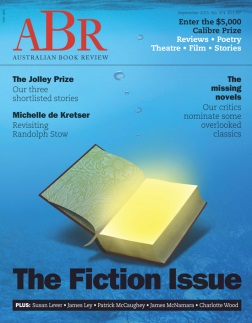 ABR
AUSTRALIAN BOOK REVIEW
Enter the $5,000
Calibre Prize
Reviews • Poetry
Theatre • Film • Stories
The Jolley Prize
Our three
shortlisted stories
Michelle de Kretser
Revisiting
Randolph Stow
The
missing
novels
Our critics
nominate some
overlooked
classics
The Fiction Issue
PLUS: Susan Lever • James Ley • Patrick McCaughey • James McNamara • Charlotte Wood